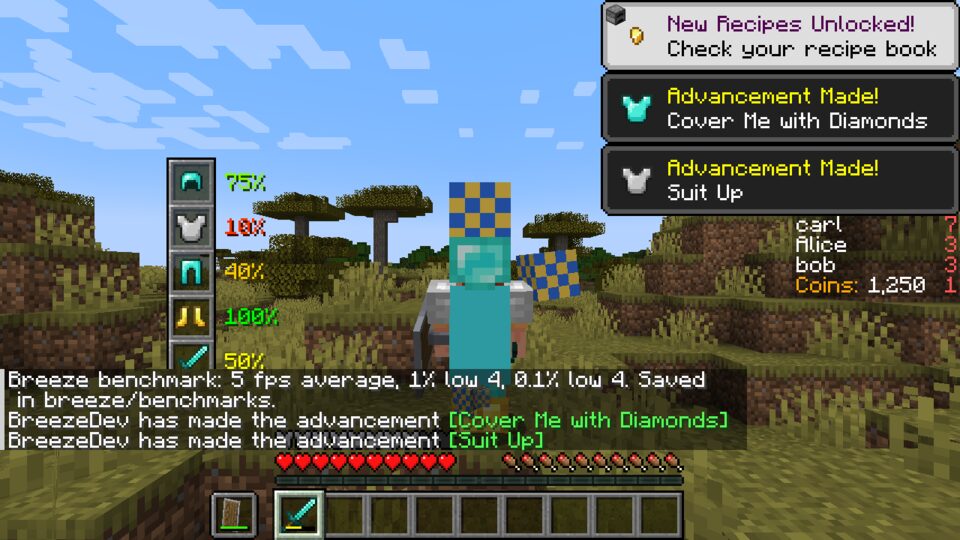 New Recipes Unlocked!
Check your recipe book
Advancement Made!
Cover Me with Diamonds
Advancement Made!
Suit Up
75%
10%
40%
100%
50%
carl 7
Alice 3
bob 3
Coins: 1,250 1
Breeze benchmark: 5 fps average, 1% low 4, 0.1% low 4. Saved
in breeze/benchmarks.
BreezeDev has made the advancement [Cover Me with Diamonds]
BreezeDev has made the advancement [Suit Up]